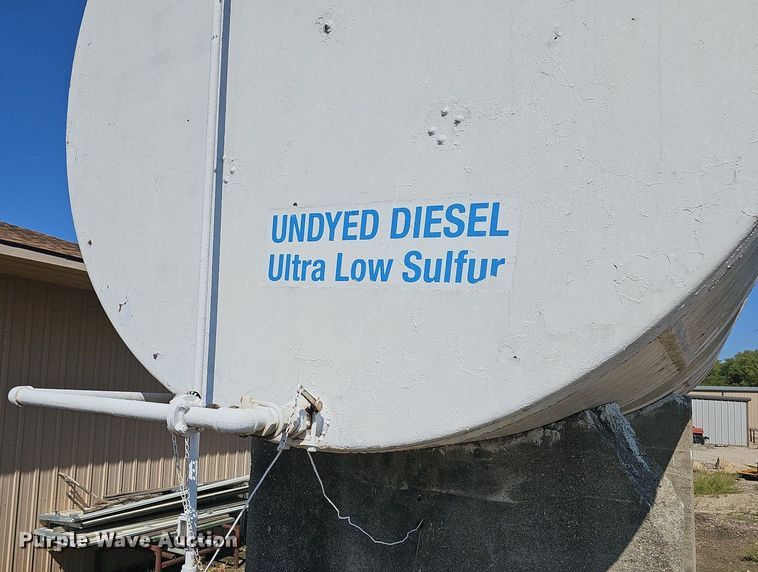 UNDYED DIESEL
Ultra Low Sulfur
Purple Wave Auction